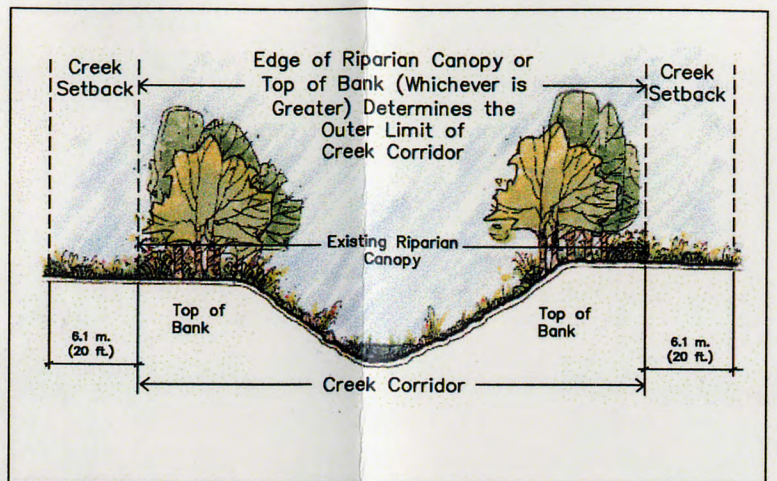 Creek
Setback
Edge of Riparian Canopy or
Top of Bank (Whichever is
Greater) Determines the
Outer Limit of
Creek Corridor
Creek
Setback
Existing Riparian
Canopy
Top of
Bank
Top of
Bank
6.1 m.
(20 ft.)
6.1 m.
(20 ft.)
Creek Corridor